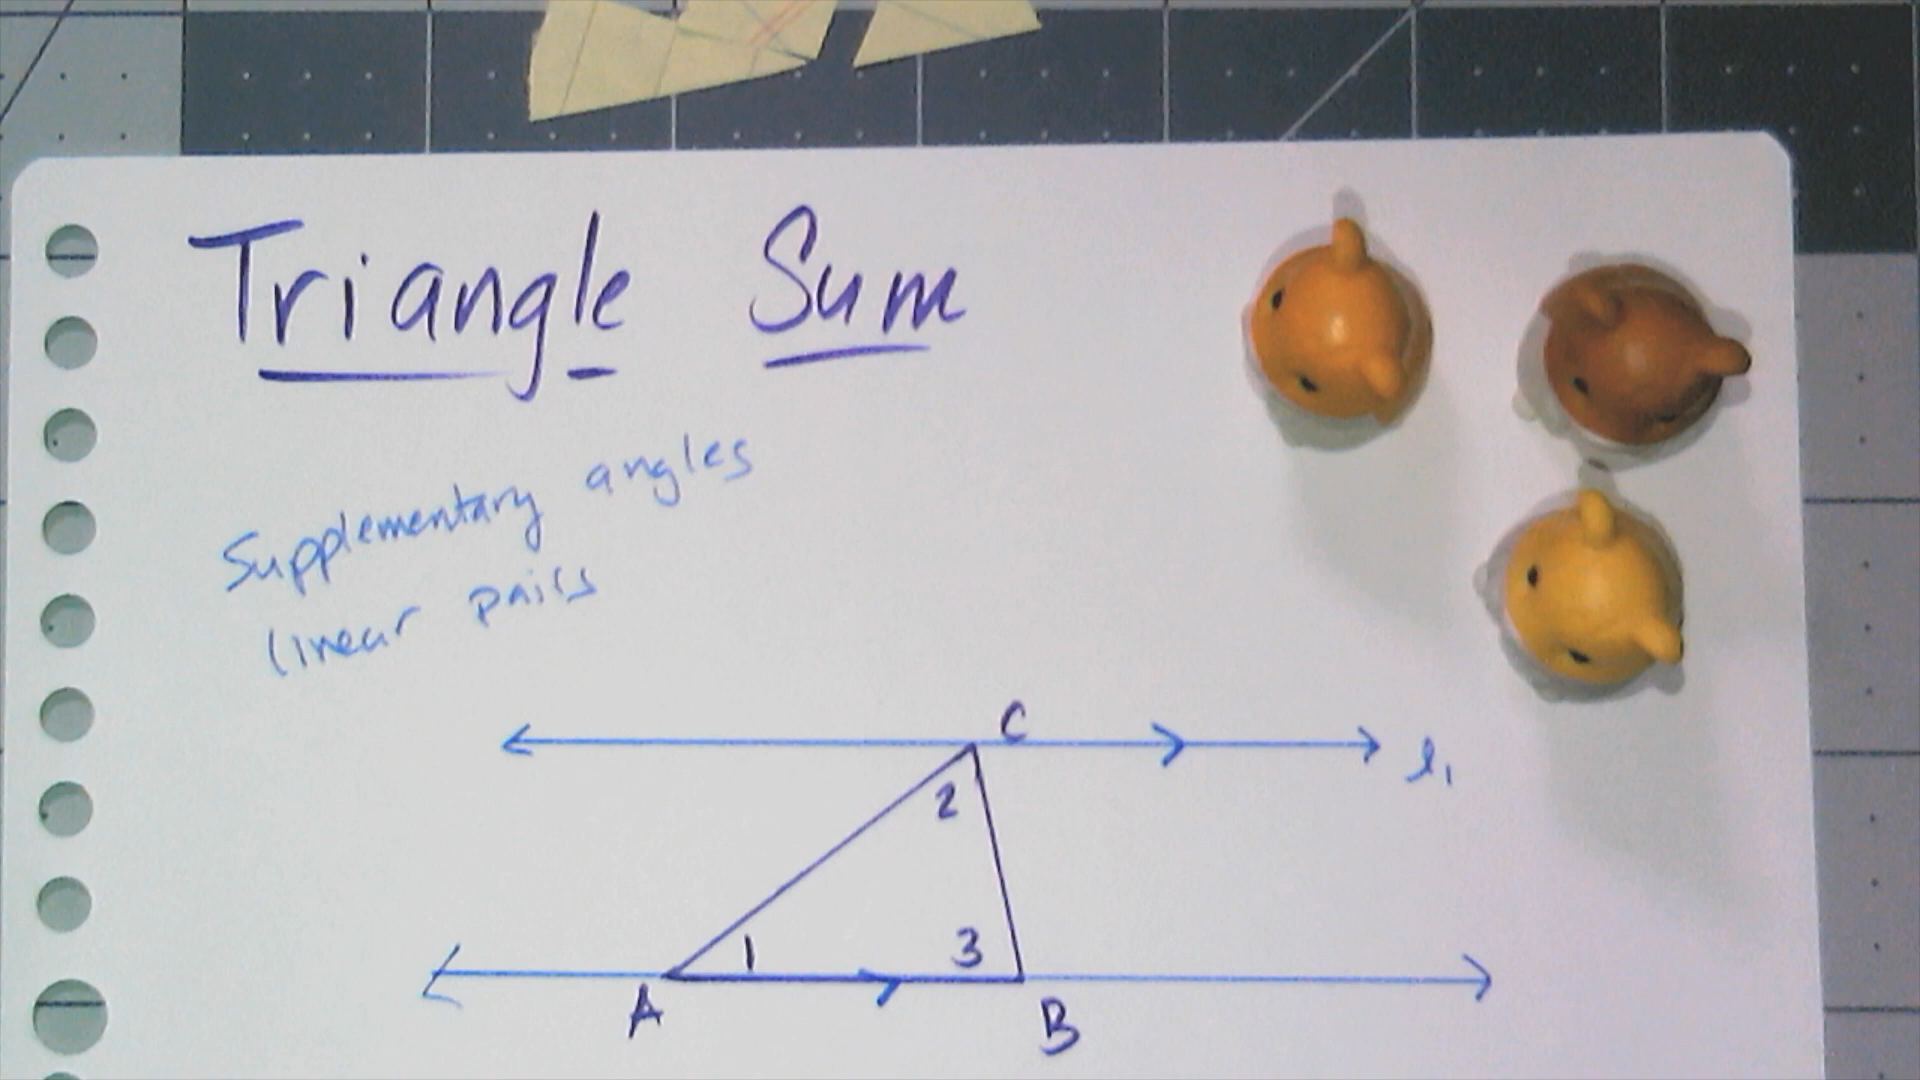 Triangle Sum
Supplementary angles
linear pairs
C
l₁
2
1 3
A B